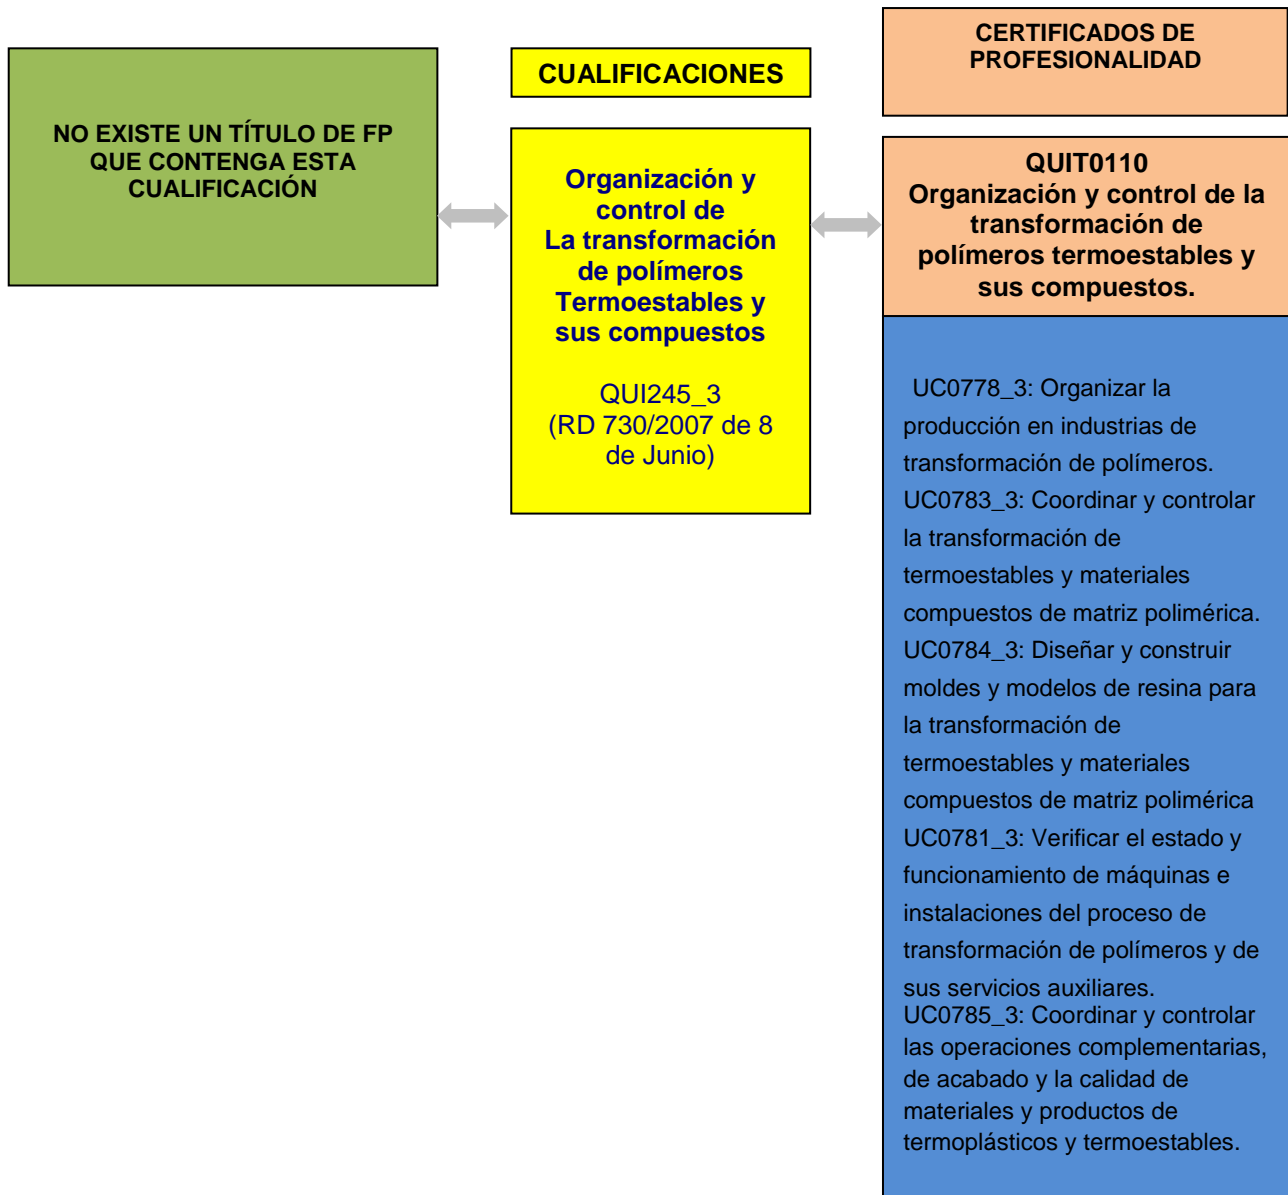 NO EXISTE UN TÍTULO DE FP
QUE CONTENGA ESTA
CUALIFICACIÓN
CUALIFICACIONES
Organización y
control de
La transformación
de polímeros
Termoestables y
sus compuestos
QUI245_3
(RD 730/2007 de 8
de Junio)
CERTIFICADOS DE
PROFESIONALIDAD
QUIT0110
Organización y control de la
transformación de
polímeros termoestables y
sus compuestos.
UC0778_3: Organizar la
producción en industrias de
transformación de polímeros.
UC0783_3: Coordinar y controlar
la transformación de
termoestables y materiales
compuestos de matriz polimérica.
UC0784_3: Diseñar y construir
moldes y modelos de resina para
la transformación de
termoestables y materiales
compuestos de matriz polimérica
UC0781_3: Verificar el estado y
funcionamiento de máquinas e
instalaciones del proceso de
transformación de polímeros y de
sus servicios auxiliares.
UC0785_3: Coordinar y controlar
las operaciones complementarias,
de acabado y la calidad de
materiales y productos de
termoplásticos y termoestables.